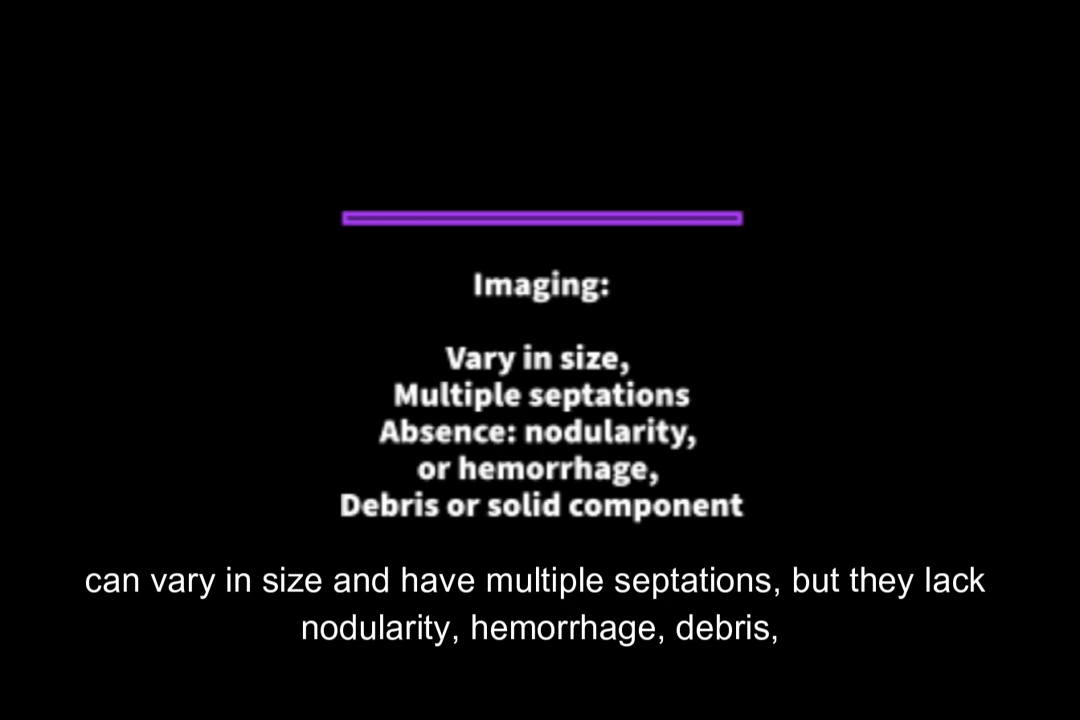 Imaging:
Vary in size,
Multiple septations
Absence: nodularity,
or hemorrhage,
Debris or solid component
can vary in size and have multiple septations, but they lack
nodularity, hemorrhage, debris,